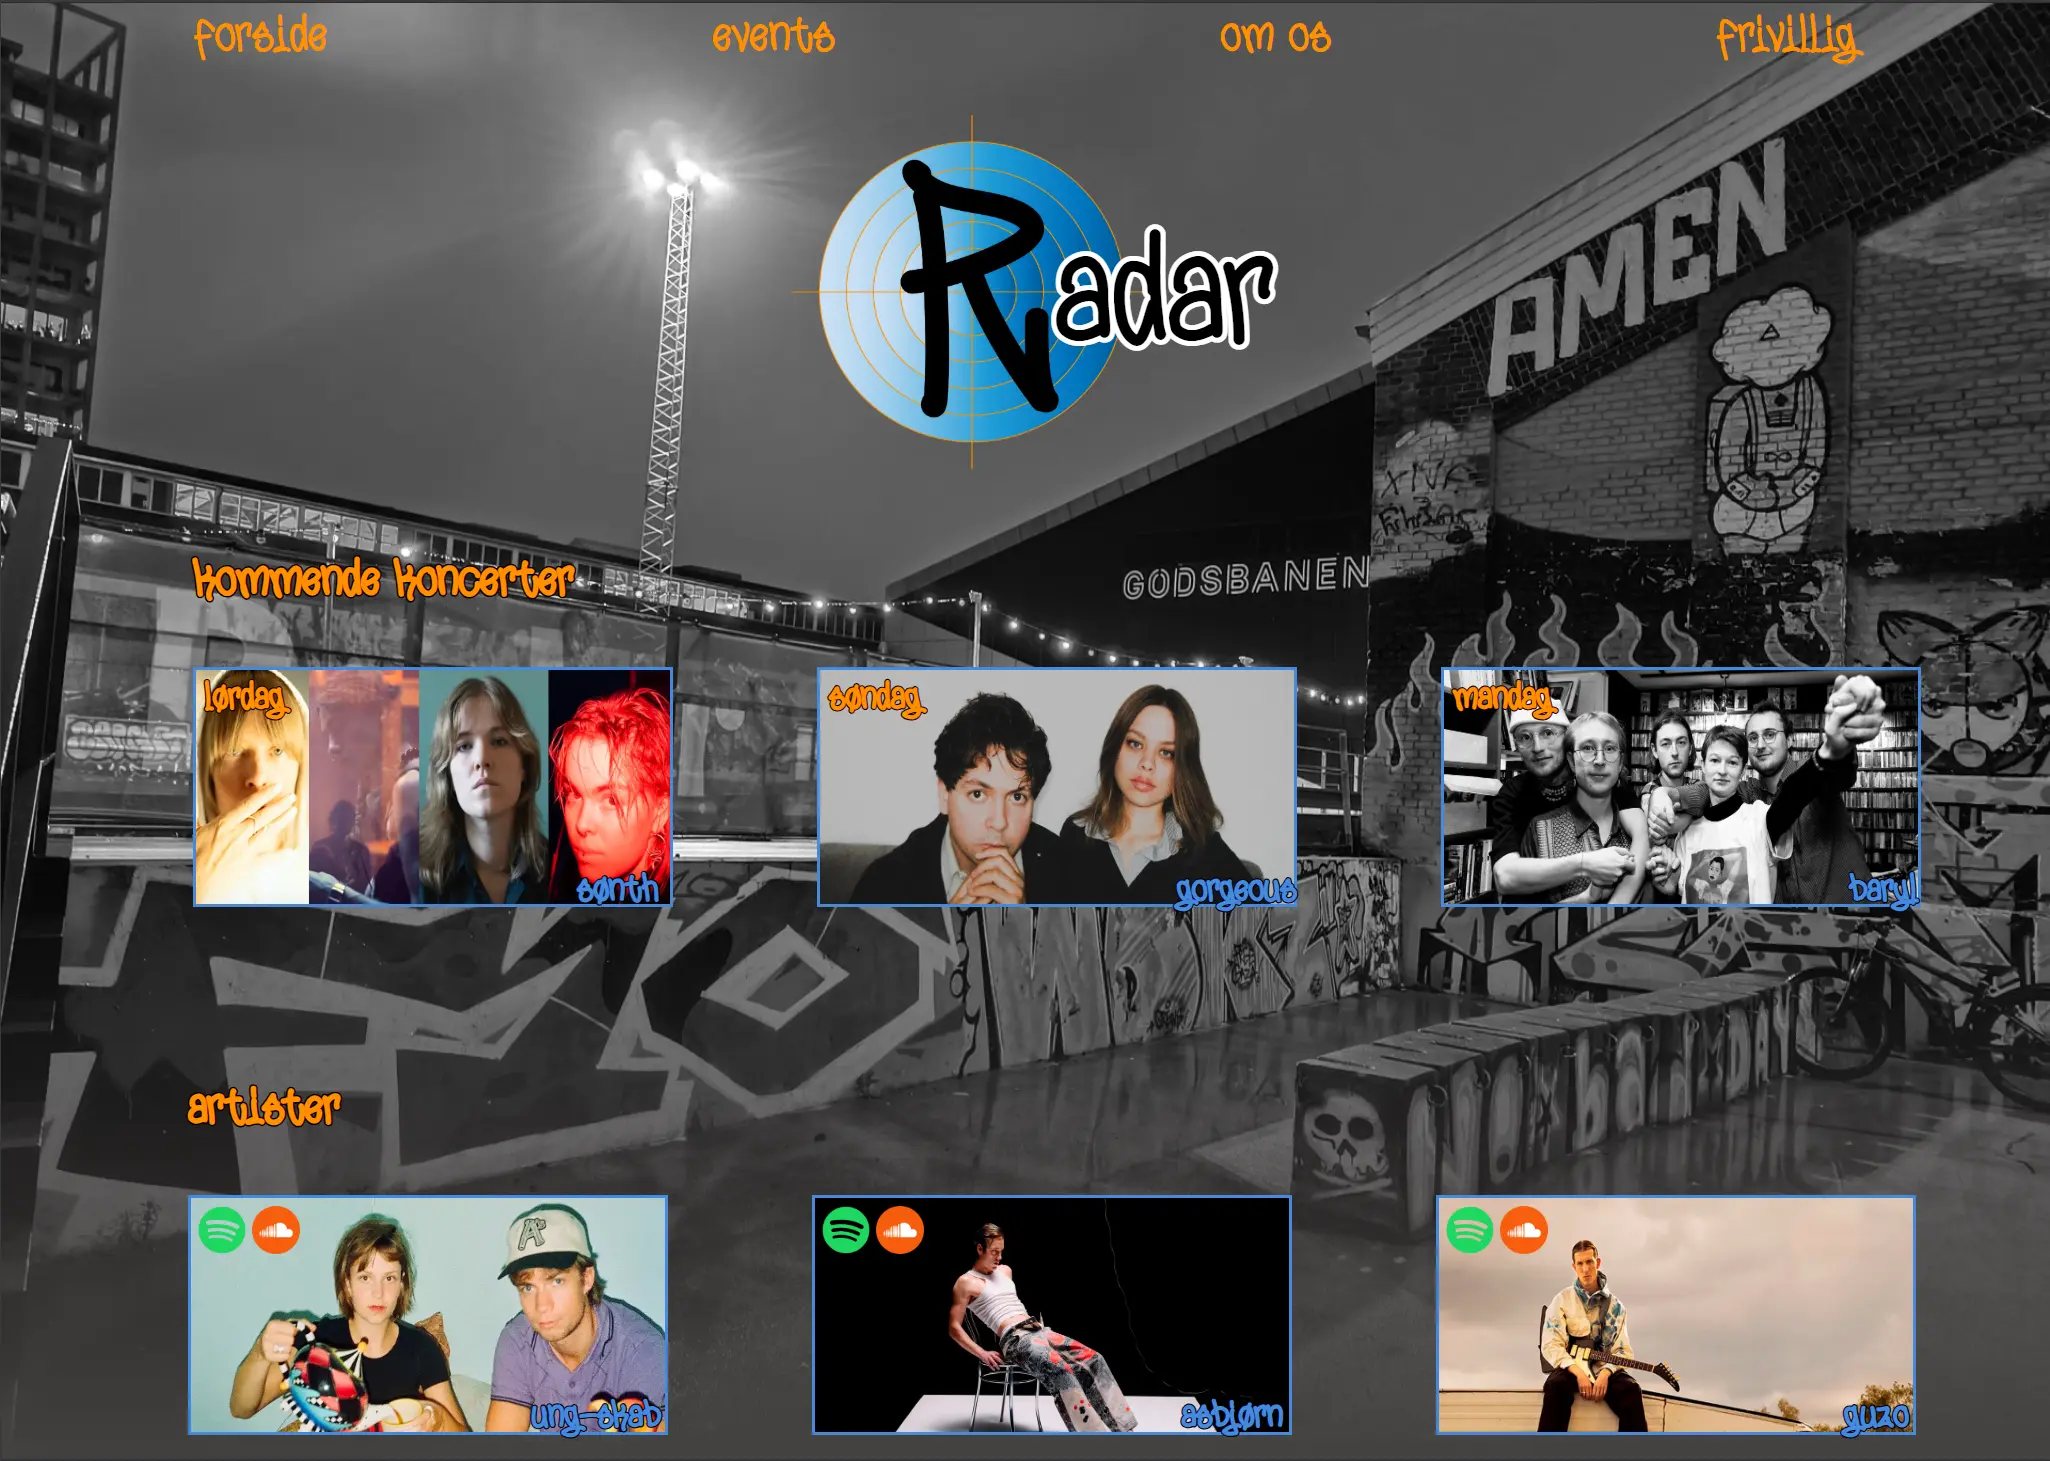 forside events om os frivillig
Radar
AMEN
GODSBANEN
kommende koncerter
lørdag søndag mandag
sønth gorgeous baryl
artister
ung-skab asbjørn guzo